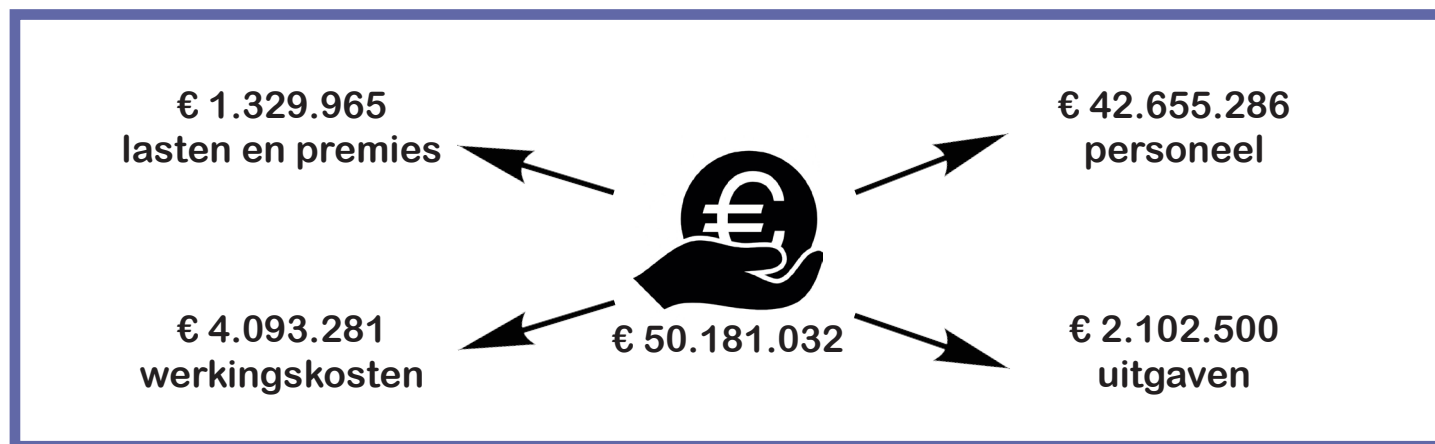 € 1.329.965
lasten en premies
€ 42.655.286
personeel
€
€ 4.093.281
werkingskosten
€ 50.181.032
€ 2.102.500
uitgaven